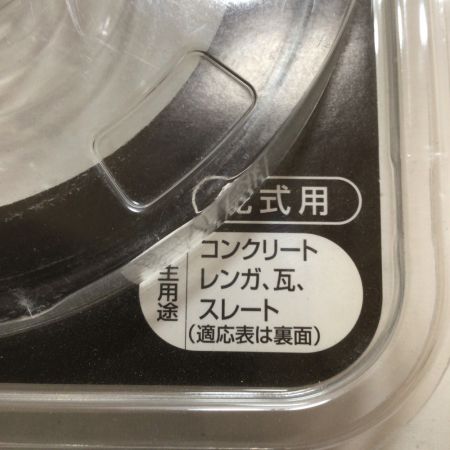 乾式用
主用途
コンクリート
レンガ、瓦、
スレート
(適応表は裏面)